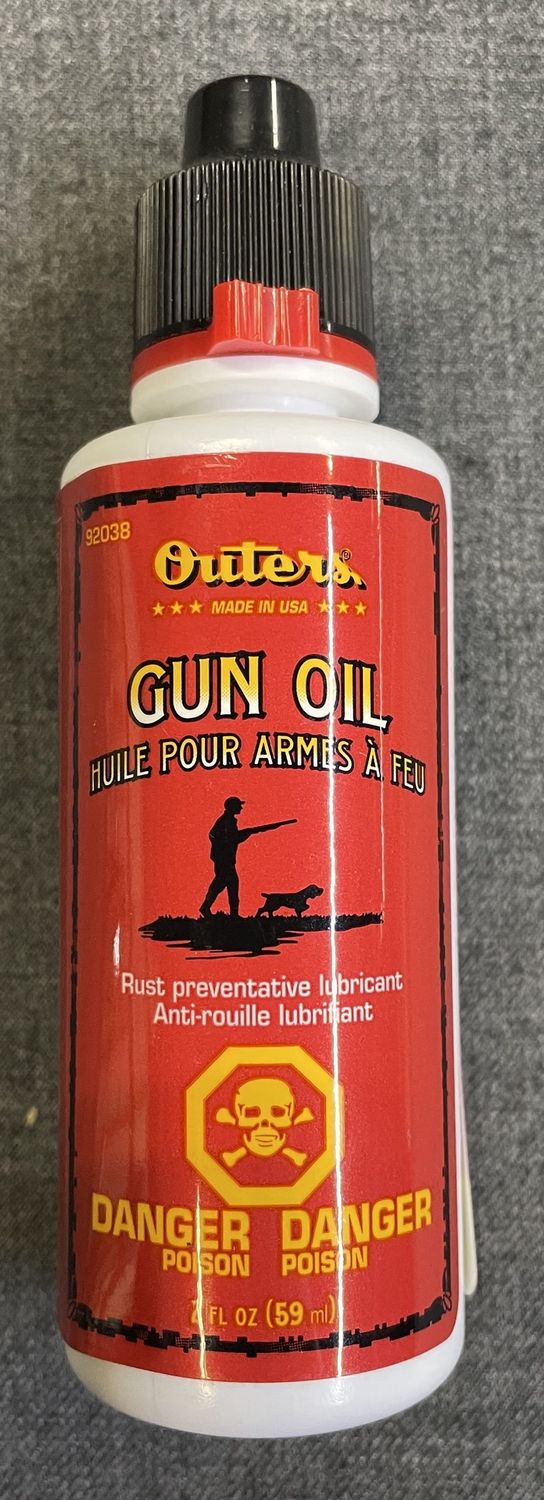 92038
Outers®
★★★ MADE IN USA ★★★
GUN OIL
HUILE POUR ARMES À FEU
Rust preventative lubricant
Anti-rouille lubrifiant
DANGER DANGER
POISON POISON
2 FL OZ (59 ml)